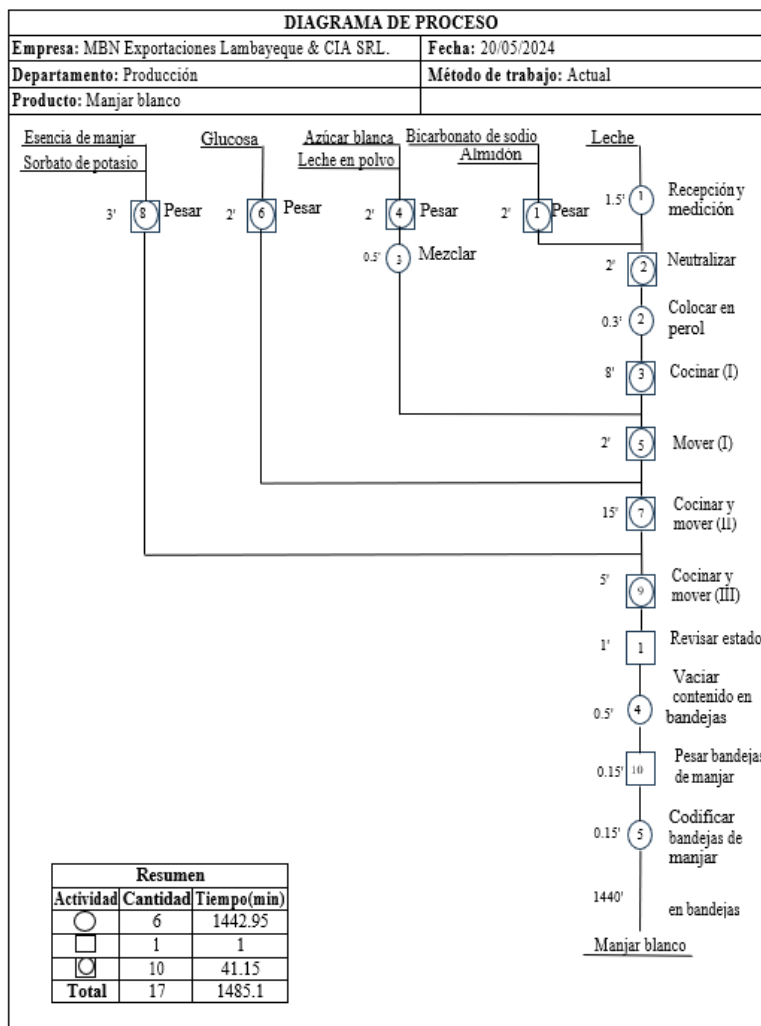 DIAGRAMA DE PROCESO
Empresa: MBN Exportaciones Lambayeque & CIA SRL. Fecha: 20/05/2024
Departamento: Producción Método de trabajo: Actual
Producto: Manjar blanco
Esencia de manjar
Sorbato de potasio
3' 8 Pesar
Glucosa
2' 6 Pesar
Azúcar blanca
Leche en polvo
2' 4 Pesar
0.5' 3 Mezclar
Bicarbonato de sodio
Almidón
2' 1 Pesar
Leche
1.5' 1 Recepción y
medición
2' 2 Neutralizar
0.3' 2 Colocar en
perol
8' 3 Cocinar (I)
2' 5 Mover (I)
15' 7 Cocinar y
mover (II)
5' 9 Cocinar y
mover (III)
1' 1 Revisar estado
0.5' 4 Vaciar
contenido en
bandejas
0.15' 10 Pesar bandejas
de manjar
0.15' 5 Codificar
bandejas de
manjar
1440' en bandejas
Manjar blanco
Resumen
Actividad Cantidad Tiempo(min)
6 1442.95
1 1
10 41.15
Total 17 1485.1